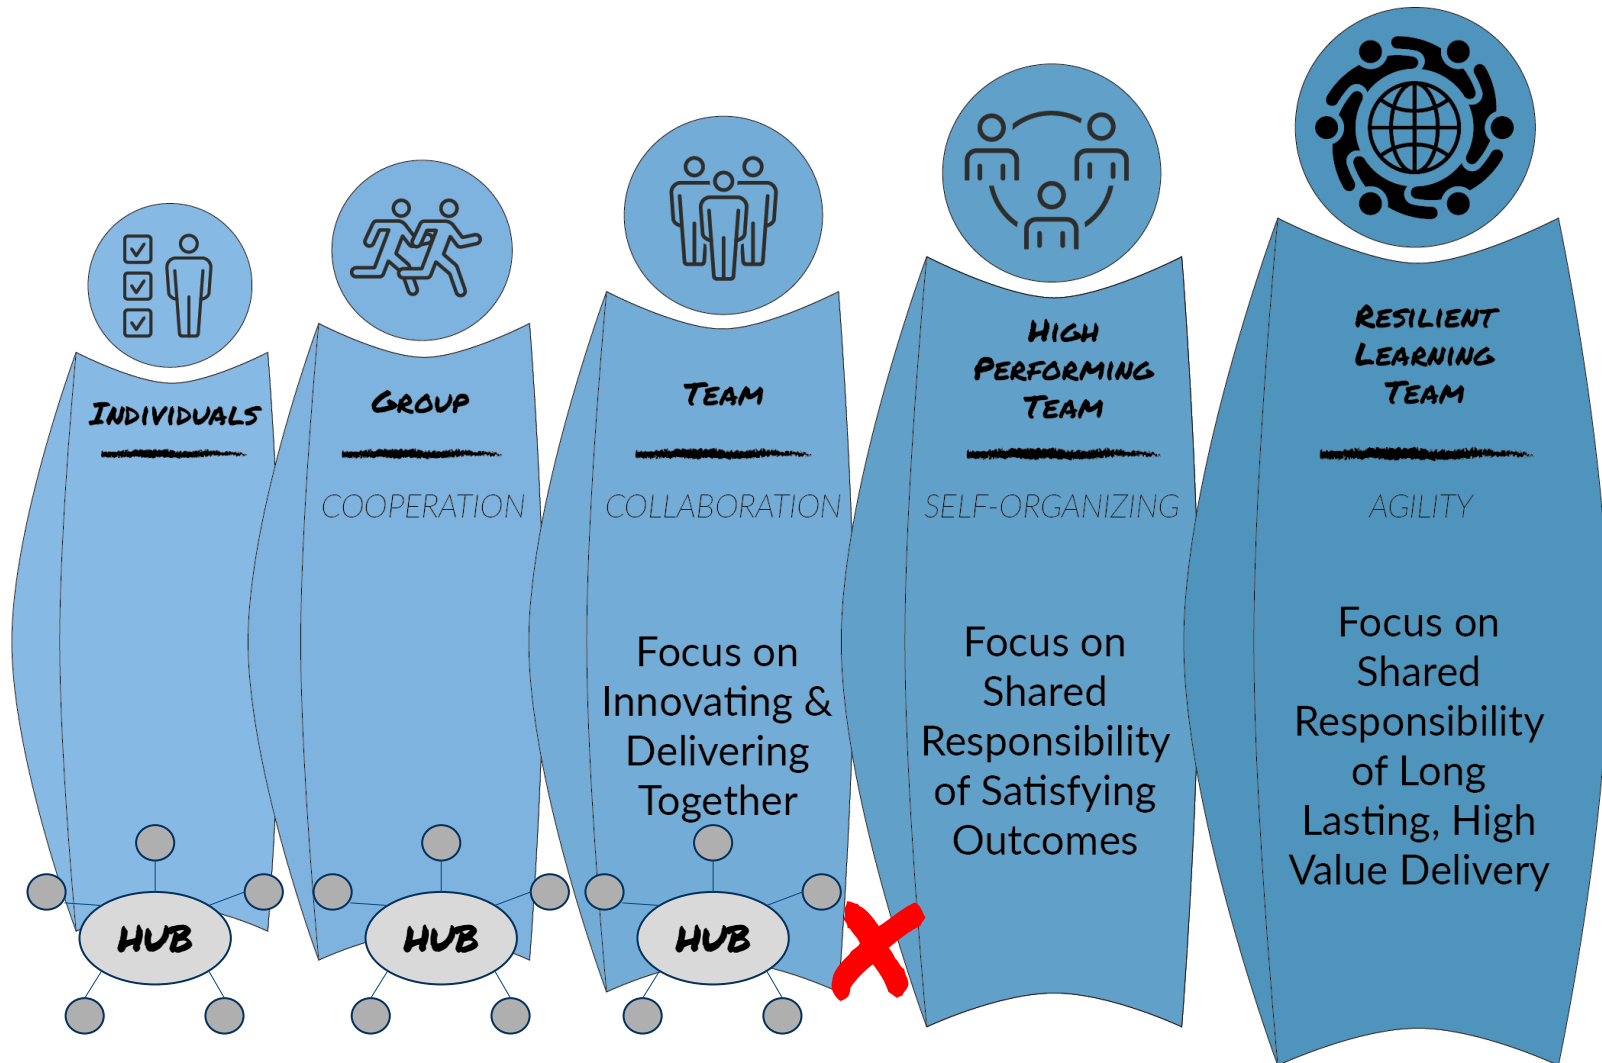 INDIVIDUALS
GROUP
COOPERATION
TEAM
COLLABORATION
Focus on
Innovating &
Delivering
Together
HIGH
PERFORMING
TEAM
SELF-ORGANIZING
Focus on
Shared
Responsibility
of Satisfying
Outcomes
RESILIENT
LEARNING
TEAM
AGILITY
Focus on
Shared
Responsibility
of Long
Lasting, High
Value Delivery
HUB
HUB
HUB